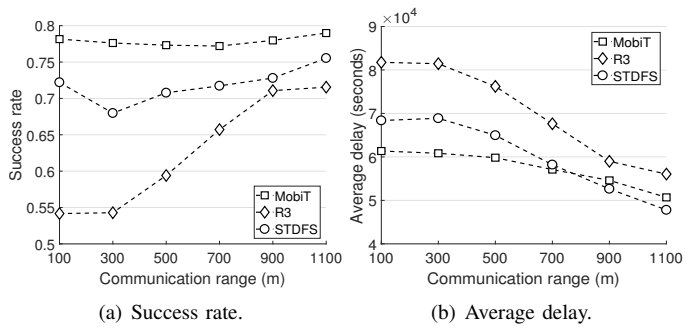 0.8
0.75
0.7
0.65
0.6
0.55
0.5
Success rate
MobiT
R3
STDFS
100 300 500 700 900 1100
Communication range (m)
(a) Success rate.
×10⁴
9
8
7
6
5
4
Average delay (seconds)
MobiT
R3
STDFS
100 300 500 700 900 1100
Communication range (m)
(b) Average delay.